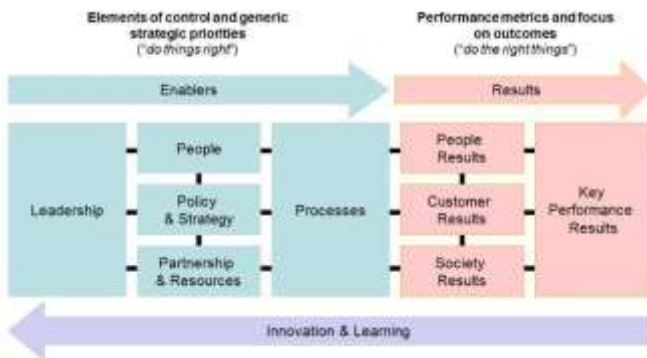 Elements of control and generic
strategic priorities
("do things right")
Performance metrics and focus
on outcomes
("do the right things")
Enablers
Results
Leadership
People
Policy
& Strategy
Partnership
& Resources
Processes
People
Results
Customer
Results
Society
Results
Key
Performance
Results
Innovation & Learning